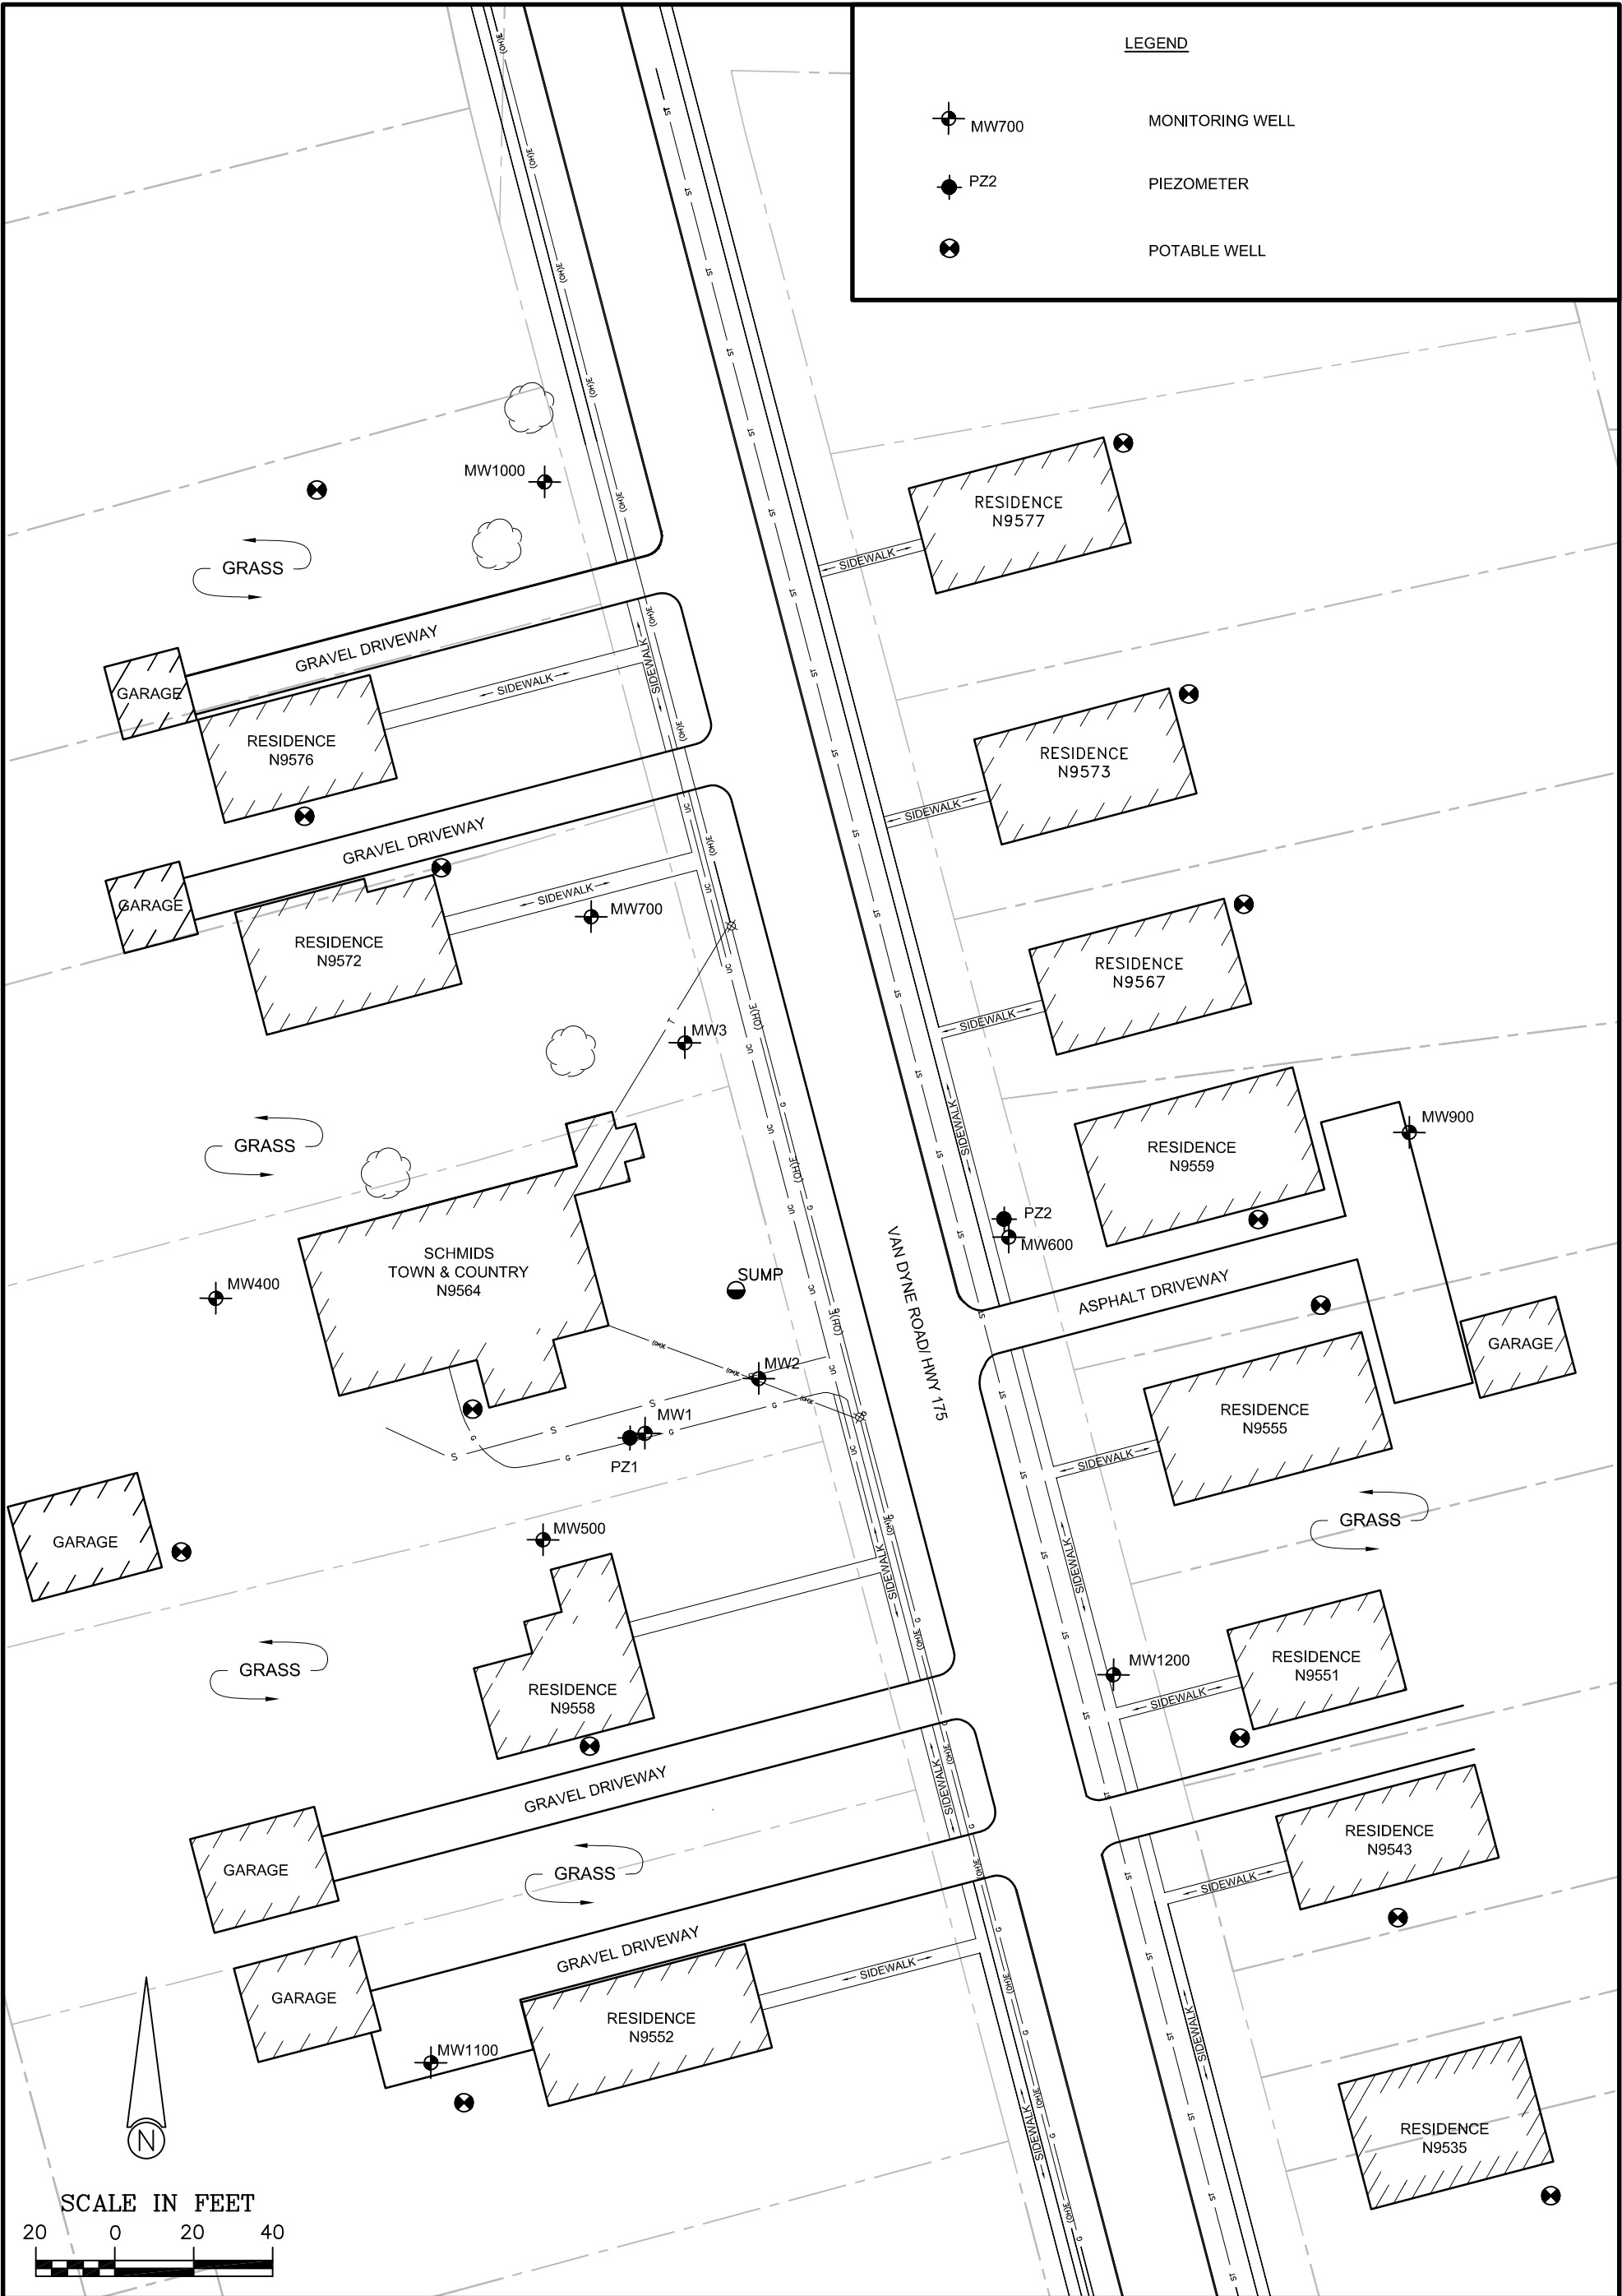 LEGEND
MW700
MONITORING WELL
PZ2
PIEZOMETER
POTABLE WELL
MW1000
RESIDENCE
N9577
SIDEWALK
GRASS
GRAVEL DRIVEWAY
SIDEWALK
SIDEWALK
GARAGE
RESIDENCE
N9576
RESIDENCE
N9573
SIDEWALK
GRAVEL DRIVEWAY
SIDEWALK
GARAGE
MW700
RESIDENCE
N9572
RESIDENCE
N9567
SIDEWALK
T
MW3
SIDEWALK
MW900
GRASS
RESIDENCE
N9559
PZ2
MW600
SCHMIDS
TOWN & COUNTRY
N9564
MW400
SUMP
VAN DYNE ROAD/ HWY 175
ASPHALT DRIVEWAY
GARAGE
MW2
MW1
PZ1
S
S
S
G
G
G
G
RESIDENCE
N9555
SIDEWALK
GRASS
GARAGE
MW500
SIDEWALK
SIDEWALK
RESIDENCE
N9558
GRASS
MW1200
RESIDENCE
N9551
SIDEWALK
GRAVEL DRIVEWAY
SIDEWALK
GARAGE
GRASS
RESIDENCE
N9543
SIDEWALK
GRAVEL DRIVEWAY
SIDEWALK
GARAGE
RESIDENCE
N9552
MW1100
SIDEWALK
SIDEWALK
RESIDENCE
N9535
N
SCALE IN FEET
20 0 20 40